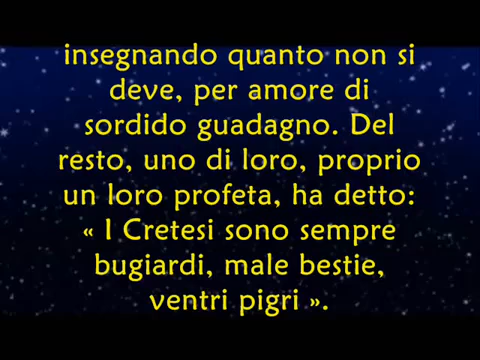 insegnando quanto non si
deve, per amore di
sordido guadagno. Del
resto, uno di loro, proprio
un loro profeta, ha detto:
« I Cretesi sono sempre
bugiardi, male bestie,
ventri pigri ».